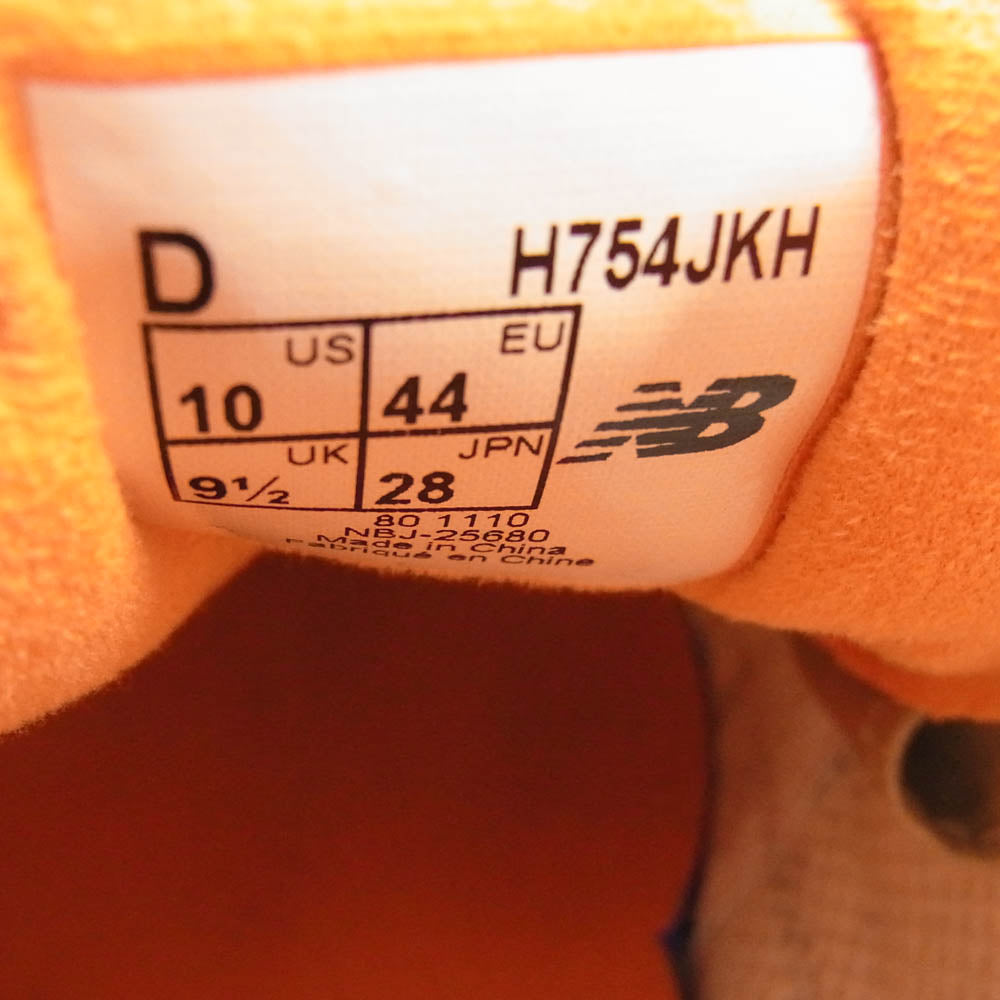 D H754JKH
US EU
10 44
UK JPN
9½ 28
NB
80 1110
NBJ-25680
Made in China
Fabriqué en Chine